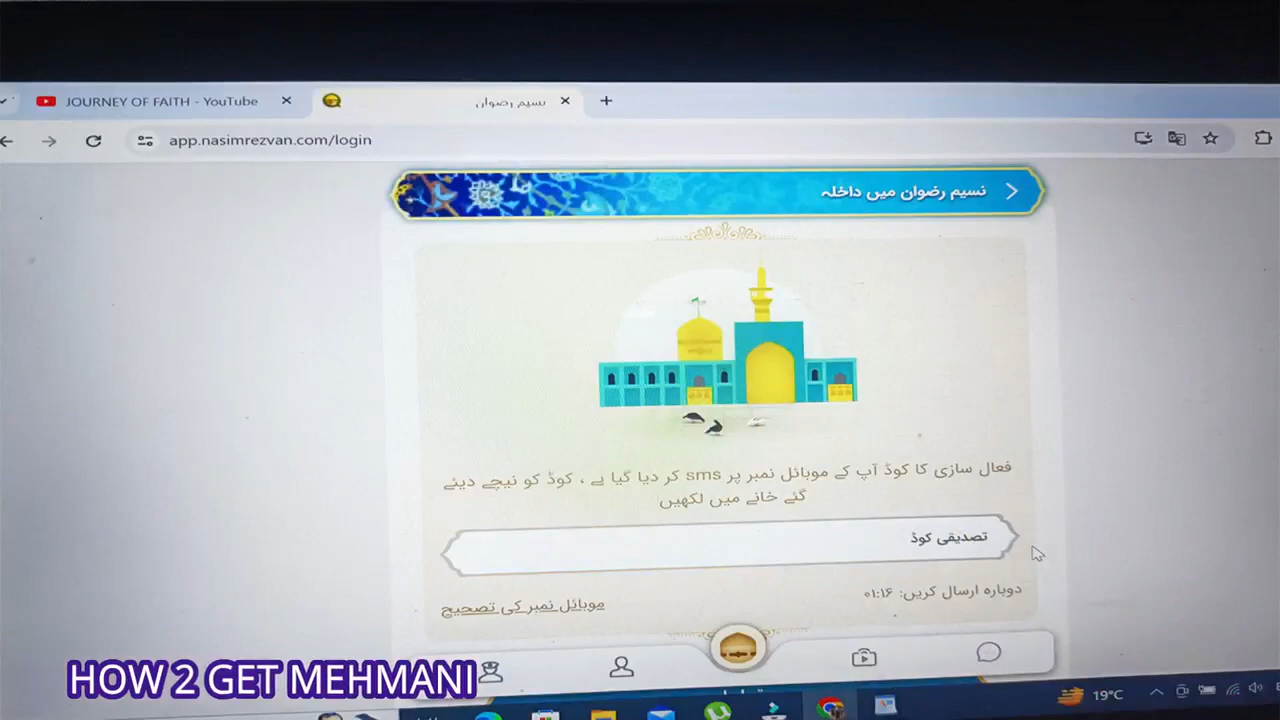 JOURNEY OF FAITH - YouTube
نسیم رضوان
app.nasimrezvan.com/login
نسیم رضوان میں داخلہ
فعال سازی کا کوڈ آپ کے موبائل نمبر پر sms کر دیا گیا ہے ، کوڈ کو نیچے دیئے
گئے خانے میں لکھیں
تصدیقی کوڈ
دوبارہ ارسال کریں: ۰۱:۱۶
موبائل نمبر کی تصحیح
HOW 2 GET MEHMANI
19°C